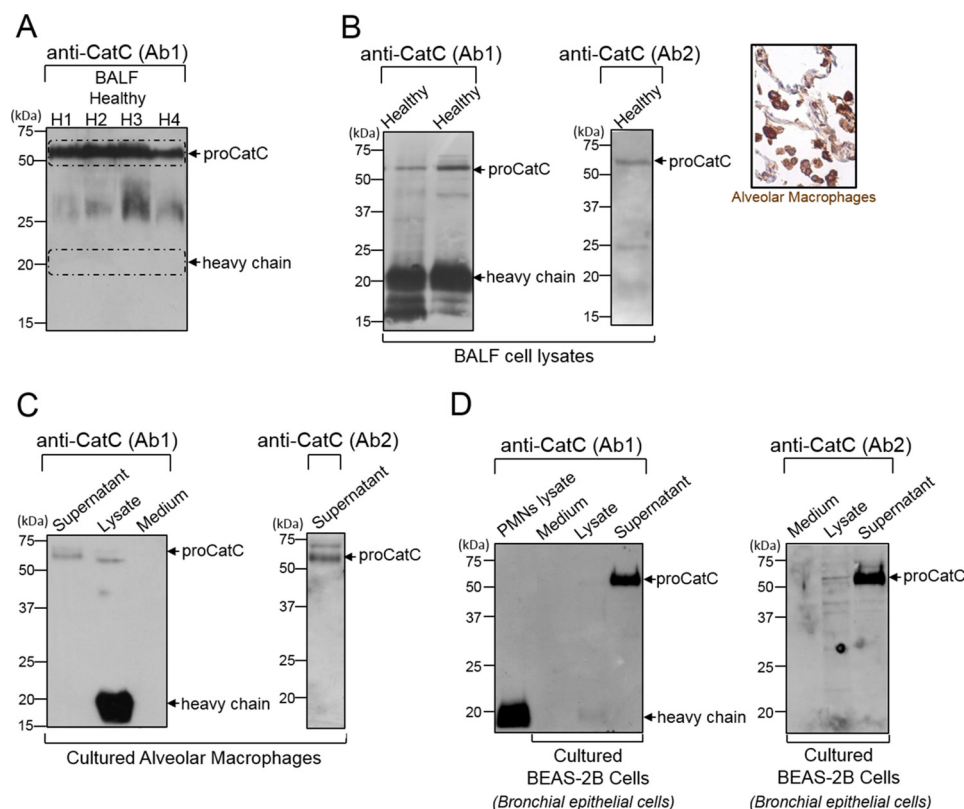 A
anti-CatC (Ab1)
BALF
Healthy
H1 H2 H3 H4
(kDa)
75
50
25
20
15
proCatC
heavy chain
B
anti-CatC (Ab1)
Healthy
Healthy
(kDa)
75
50
37
25
20
15
proCatC
heavy chain
anti-CatC (Ab2)
Healthy
(kDa)
75
50
37
25
20
15
proCatC
BALF cell lysates
Alveolar Macrophages
C
anti-CatC (Ab1)
Supernatant
Lysate
Medium
(kDa)
75
50
37
25
20
15
proCatC
heavy chain
anti-CatC (Ab2)
Supernatant
(kDa)
75
50
37
25
20
proCatC
Cultured Alveolar Macrophages
D
anti-CatC (Ab1)
PMNs lysate
Medium
Lysate
Supernatant
(kDa)
75
50
37
25
20
proCatC
heavy chain
Cultured
BEAS-2B Cells
(Bronchial epithelial cells)
anti-CatC (Ab2)
Medium
Lysate
Supernatant
(kDa)
75
50
37
25
20
proCatC
Cultured
BEAS-2B Cells
(Bronchial epithelial cells)